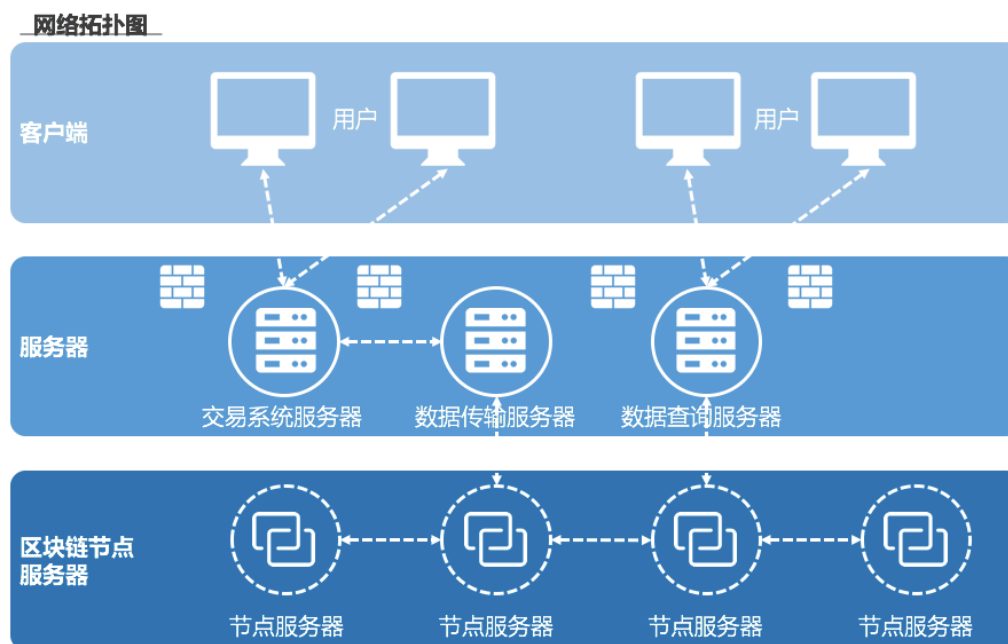 网络拓扑图
客户端
用户
用户
服务器
交易系统服务器
数据传输服务器
数据查询服务器
区块链节点
服务器
节点服务器
节点服务器
节点服务器
节点服务器